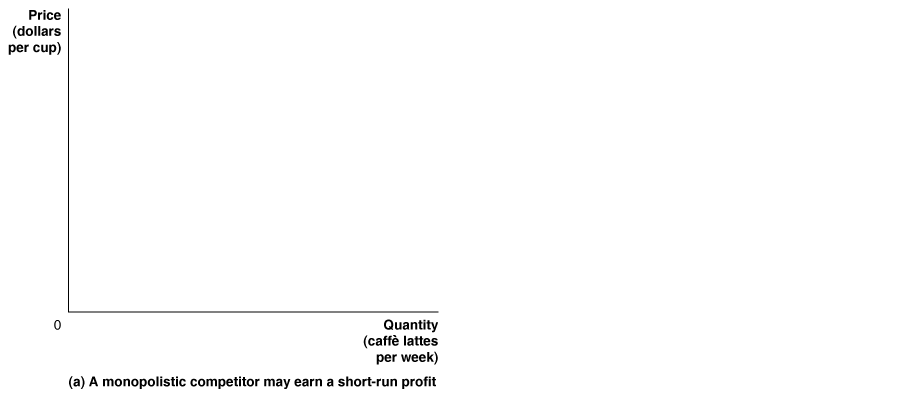 Price
(dollars
per cup)
0
Quantity
(caffè lattes
per week)
(a) A monopolistic competitor may earn a short-run profit